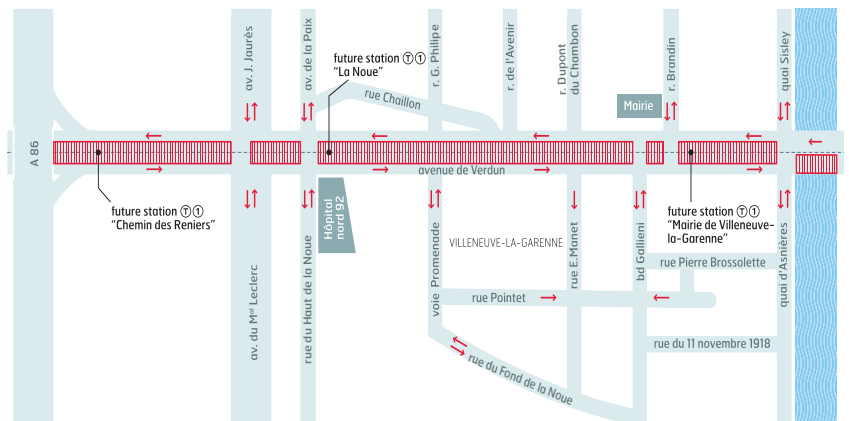 A 86
av. J. Jaurès
av. de la Paix
future station Ⓣ①
"La Noue"
rue Chaillon
r. G. Philipe
r. de l'Avenir
r. Dupont
du Chambon
Mairie
r. Brandin
quai Sisley
avenue de Verdun
future station Ⓣ①
"Chemin des Reniers"
av. du Mᵃˡ Leclerc
rue du Haut de la Noue
Hôpital
nord 92
voie Promenade
VILLENEUVE-LA-GARENNE
rue E.Manet
bd Gallieni
future station Ⓣ①
"Mairie de Villeneuve-
la-Garenne"
quai d'Asnières
rue Pierre Brossolette
rue Pointet
rue du 11 novembre 1918
rue du Fond de la Noue